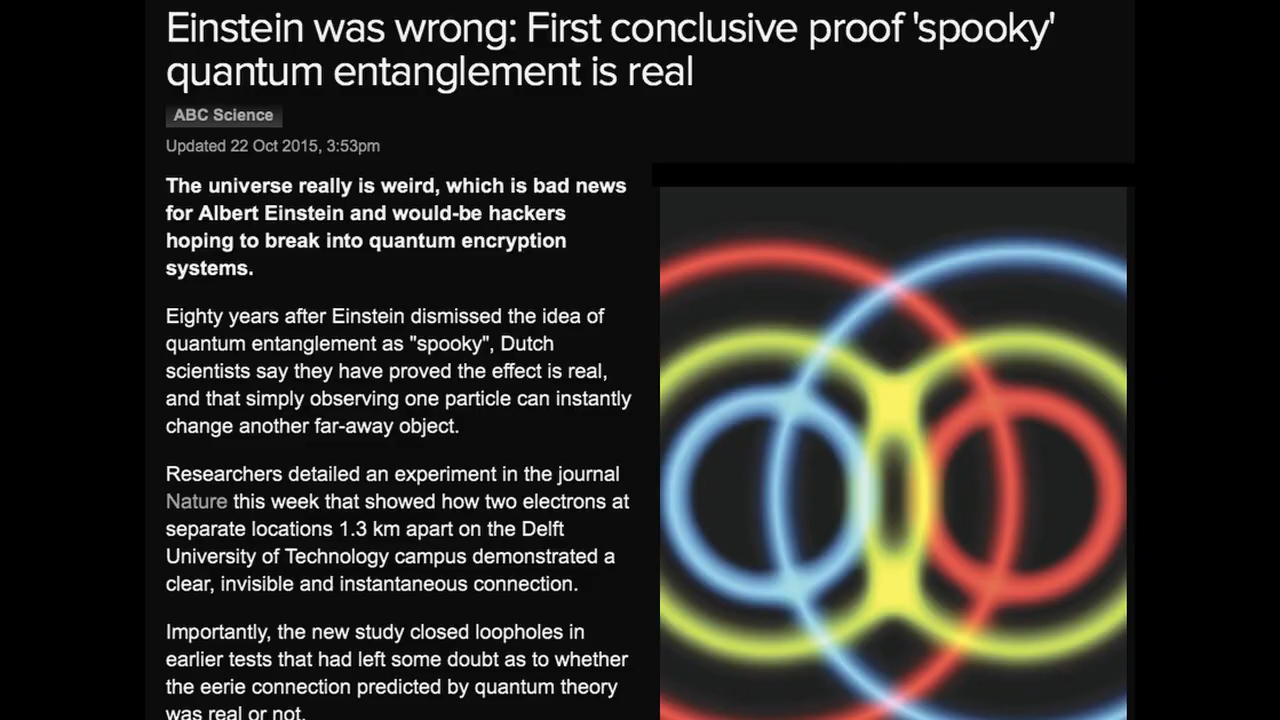 Einstein was wrong: First conclusive proof 'spooky'
quantum entanglement is real
ABC Science
Updated 22 Oct 2015, 3:53pm
The universe really is weird, which is bad news
for Albert Einstein and would-be hackers
hoping to break into quantum encryption
systems.
Eighty years after Einstein dismissed the idea of
quantum entanglement as "spooky", Dutch
scientists say they have proved the effect is real,
and that simply observing one particle can instantly
change another far-away object.
Researchers detailed an experiment in the journal
Nature this week that showed how two electrons at
separate locations 1.3 km apart on the Delft
University of Technology campus demonstrated a
clear, invisible and instantaneous connection.
Importantly, the new study closed loopholes in
earlier tests that had left some doubt as to whether
the eerie connection predicted by quantum theory
was real or not.